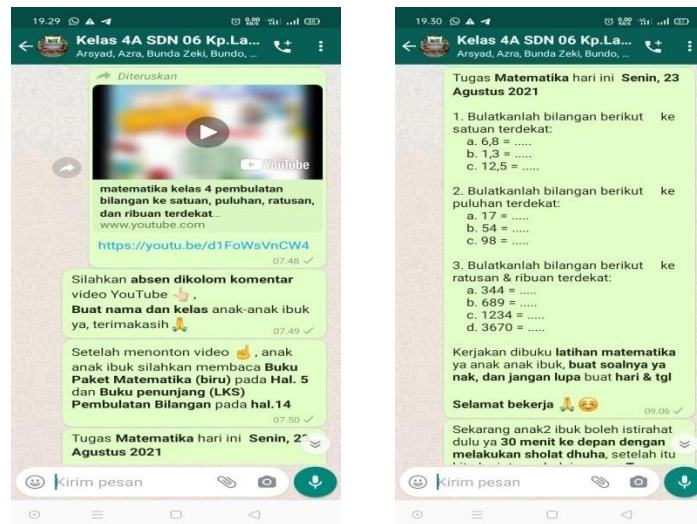 19.29
Kelas 4A SDN 06 Kp.La...
Arsyad, Azra, Bunda Zeki, Bundo, ...
Diteruskan
YouTube
matematika kelas 4 pembulatan
bilangan ke satuan, puluhan, ratusan,
dan ribuan terdekat...
www.youtube.com
https://youtu.be/d1FoWsVnCW4
07.48
Silahkan absen dikolom komentar
video YouTube 👆🏻,
Buat nama dan kelas anak-anak ibuk
ya, terimakasih 🙏
07.49
Setelah menonton video ☝, anak
anak ibuk silahkan membaca Buku
Paket Matematika (biru) pada Hal. 5
dan Buku penunjang (LKS)
Pembulatan Bilangan pada hal.14
07.50
Tugas Matematika hari ini Senin, 23
Agustus 2021
Kirim pesan
19.30
Kelas 4A SDN 06 Kp.La...
Arsyad, Azra, Bunda Zeki, Bundo, ...
Tugas Matematika hari ini Senin, 23
Agustus 2021
1. Bulatkanlah bilangan berikut ke
satuan terdekat:
a. 6,8 = .....
b. 1,3 = .....
c. 12,5 = .....
2. Bulatkanlah bilangan berikut ke
puluhan terdekat:
a. 17 = .....
b. 54 = .....
c. 98 = .....
3. Bulatkanlah bilangan berikut ke
ratusan & ribuan terdekat:
a. 344 = .....
b. 689 = .....
c. 1234 = .....
d. 3670 = .....
Kerjakan dibuku latihan matematika
ya anak anak ibuk, buat soalnya ya
nak, dan jangan lupa buat hari & tgl
Selamat bekerja 🙏☺
09.06
Sekarang anak2 ibuk boleh istirahat
dulu ya 30 menit ke depan dengan
melakukan sholat dhuha, setelah itu
Kirim pesan